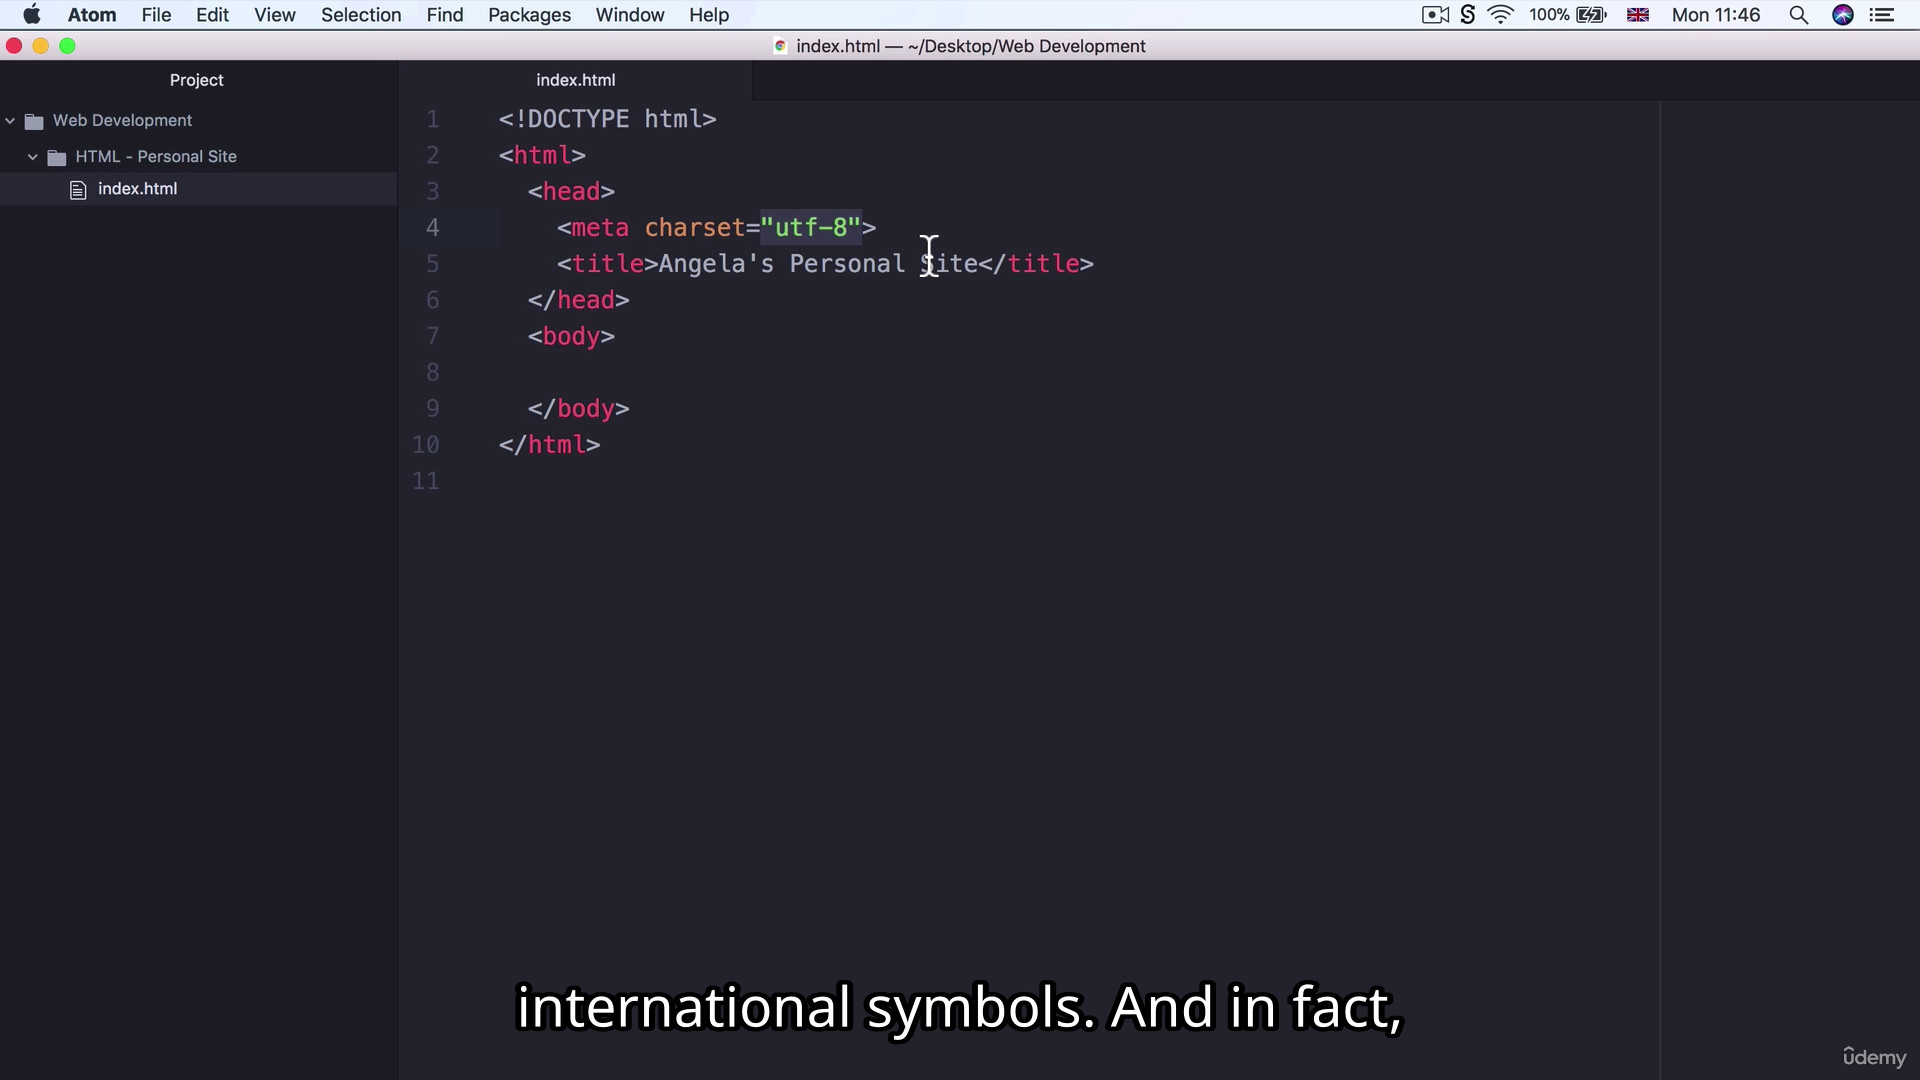 Atom File Edit View Selection Find Packages Window Help 100% Mon 11:46
index.html — ~/Desktop/Web Development
Project
Web Development
HTML - Personal Site
index.html
index.html
1 <!DOCTYPE html>
2 <html>
3 <head>
4 <meta charset="utf-8">
5 <title>Angela's Personal Site</title>
6 </head>
7 <body>
8
9 </body>
10 </html>
11
international symbols. And in fact,
ûdemy